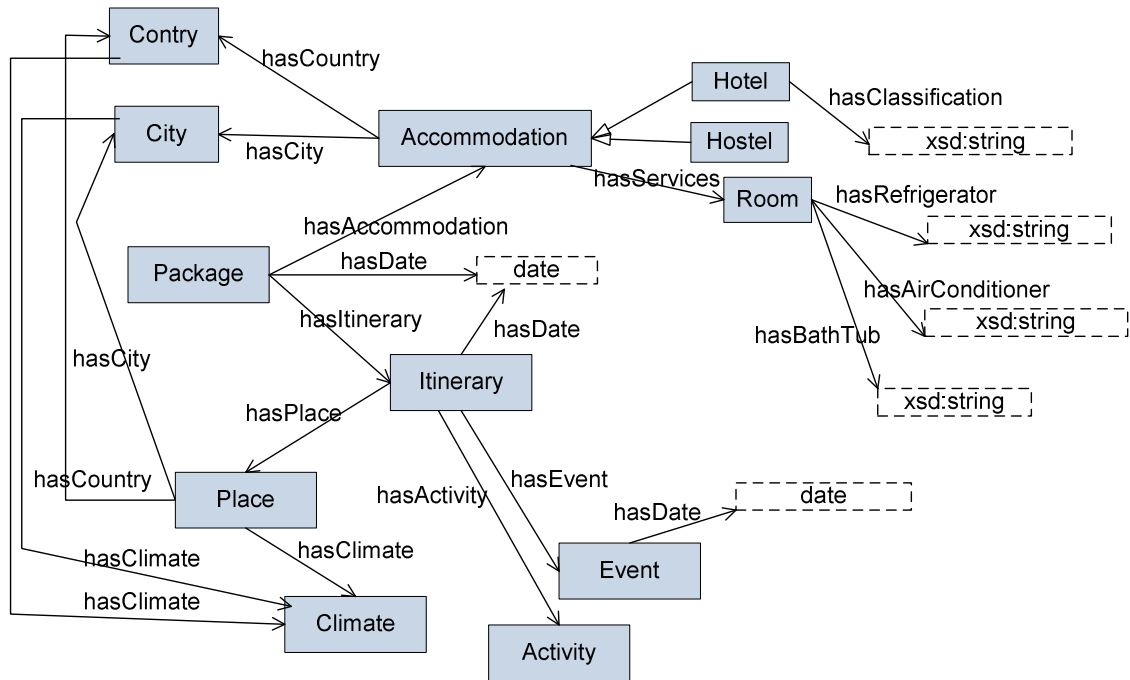 Contry
hasCountry
Hotel
hasClassification
City
hasCity
Accommodation
Hostel
xsd:string
hasServices
Room
hasRefrigerator
xsd:string
hasAccommodation
Package
hasDate
date
hasAirConditioner
xsd:string
hasItinerary
hasDate
hasBathTub
hasCity
Itinerary
xsd:string
hasPlace
hasCountry
Place
hasActivity
hasEvent
date
hasDate
hasClimate
hasClimate
Event
hasClimate
Climate
Activity